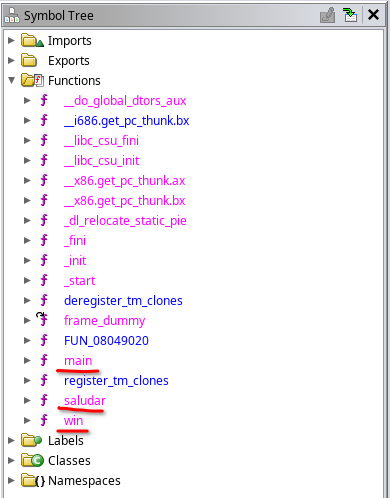 Symbol Tree
Imports
Exports
Functions
__do_global_dtors_aux
__i686.get_pc_thunk.bx
__libc_csu_fini
__libc_csu_init
__x86.get_pc_thunk.ax
__x86.get_pc_thunk.bx
_dl_relocate_static_pie
_fini
_init
_start
deregister_tm_clones
frame_dummy
FUN_08049020
main
register_tm_clones
saludar
win
Labels
Classes
Namespaces